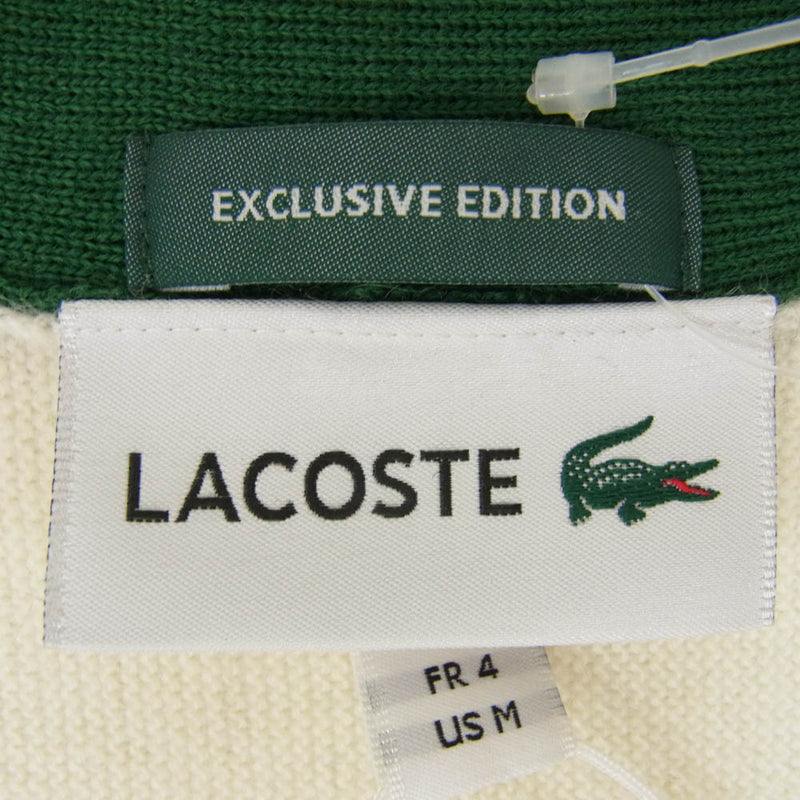 EXCLUSIVE EDITION
LACOSTE
FR 4
US M